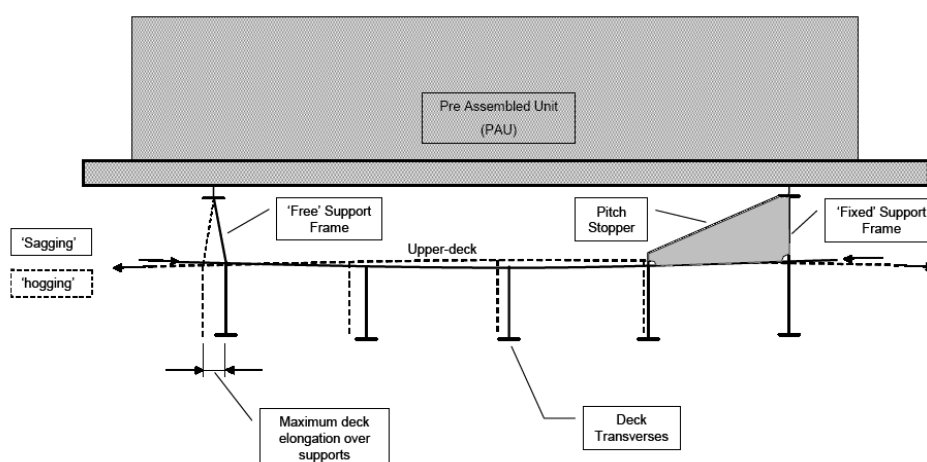 Pre Assembled Unit
(PAU)
'Free' Support
Frame
Pitch
Stopper
'Fixed' Support
Frame
'Sagging'
Upper-deck
'hogging'
Maximum deck
elongation over
supports
Deck
Transverses